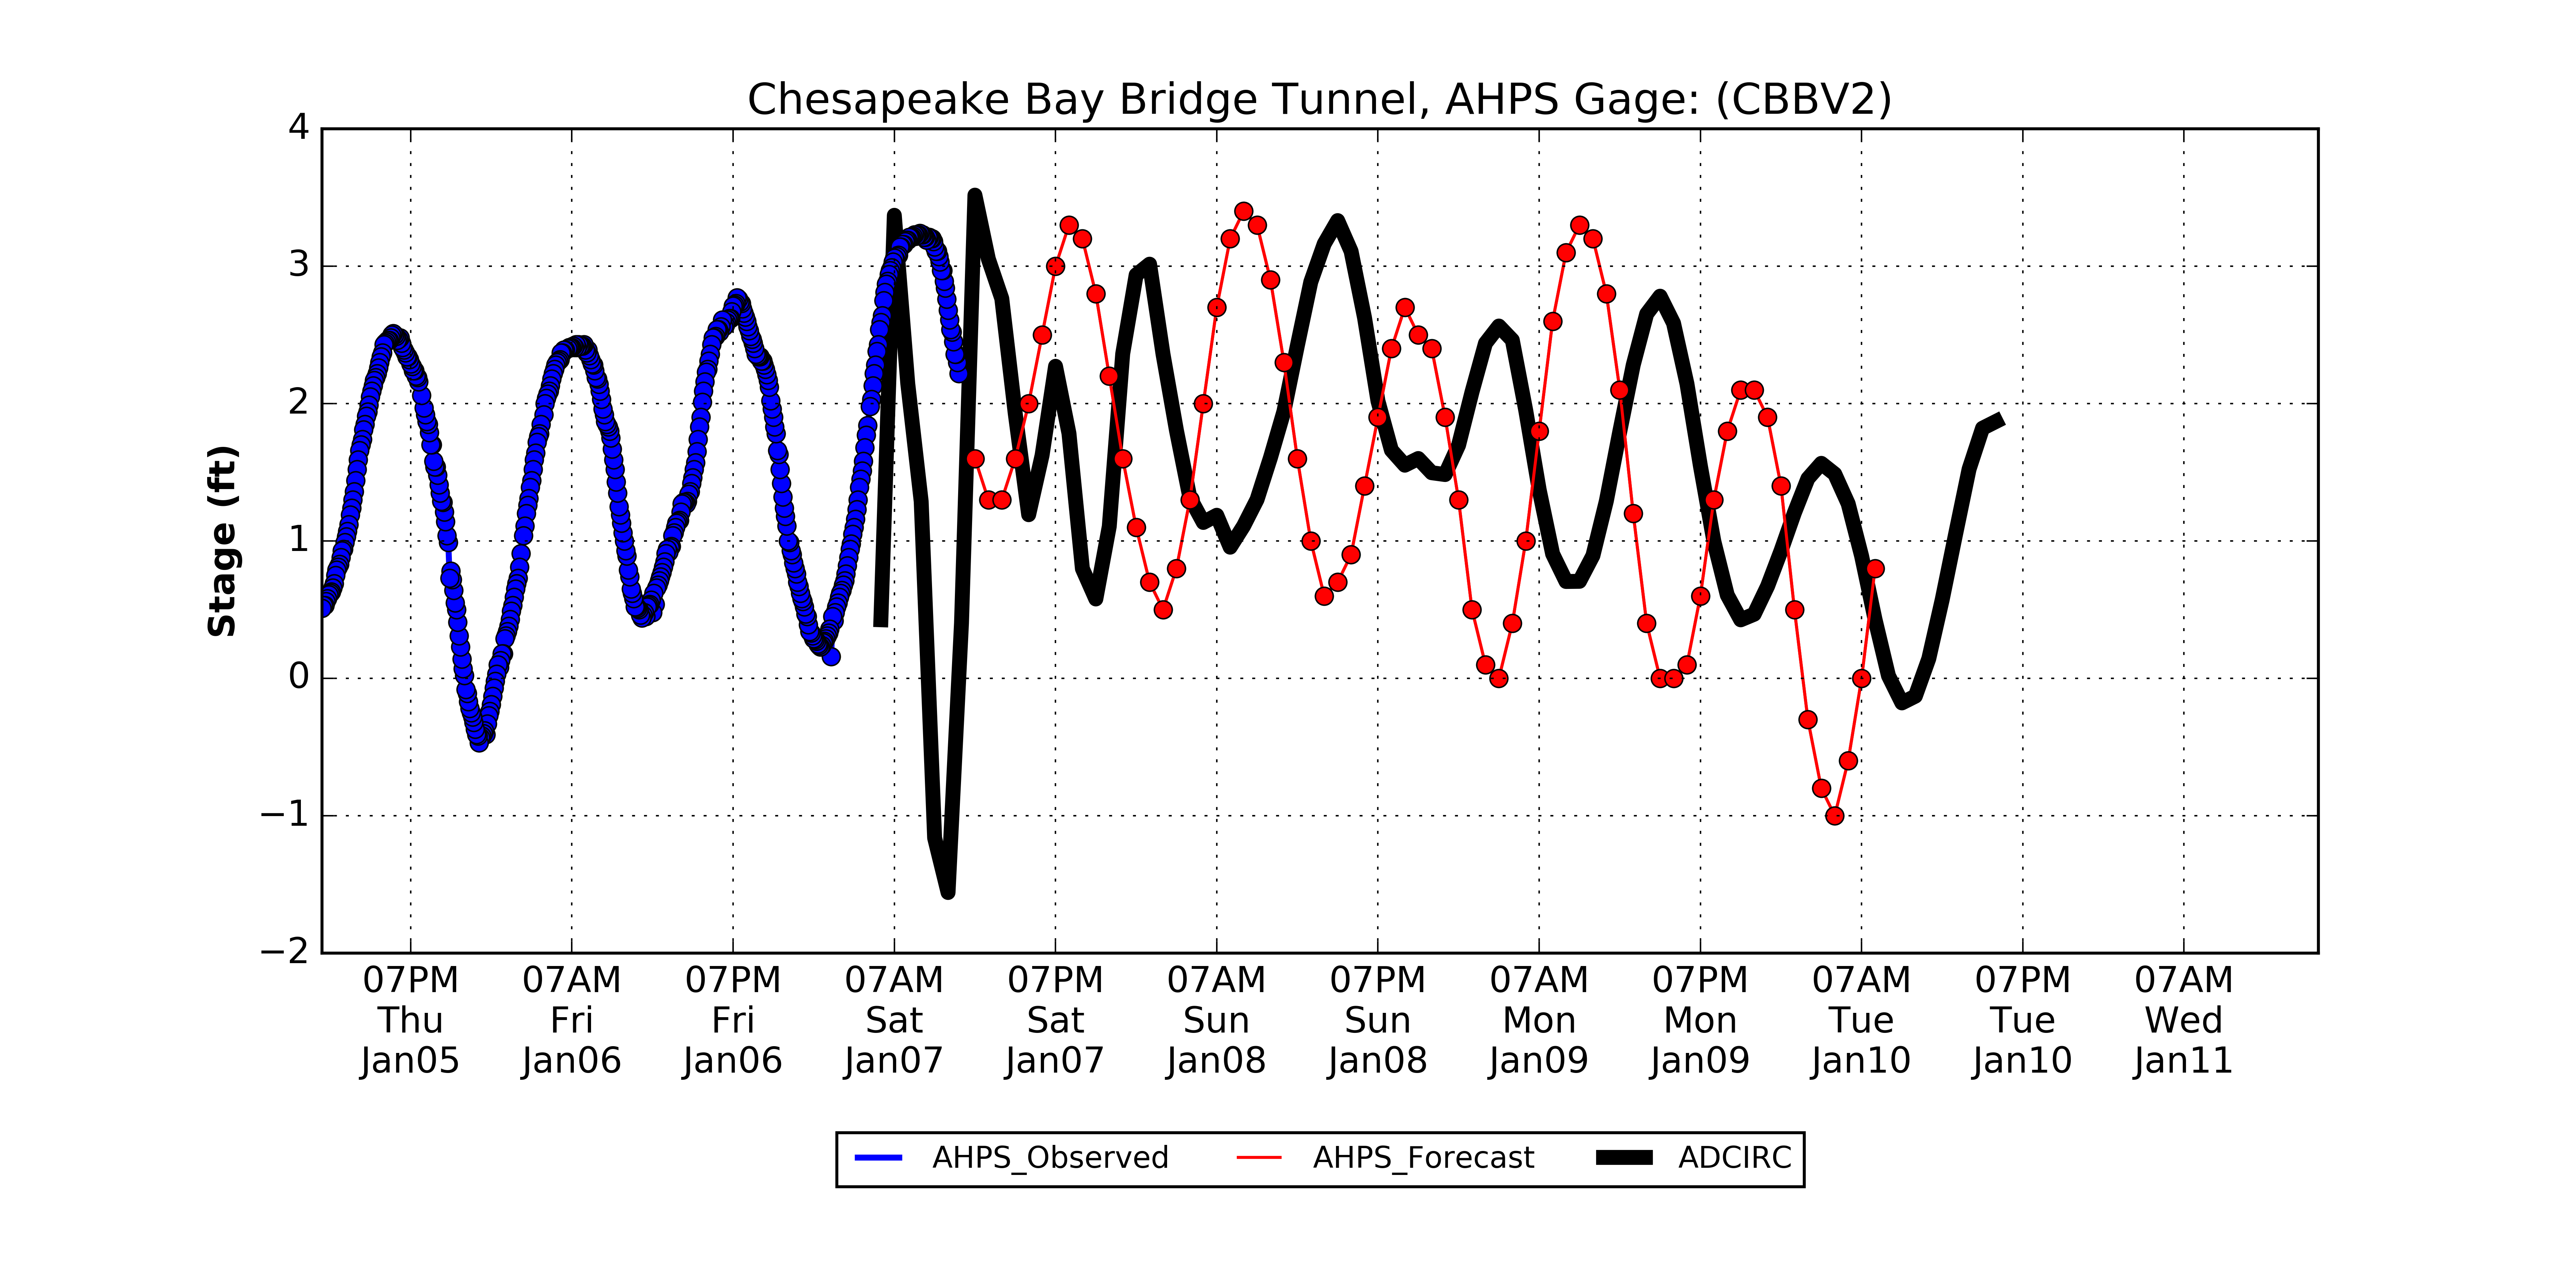 Chesapeake Bay Bridge Tunnel, AHPS Gage: (CBBV2)
Stage (ft)
4
3
2
1
0
−1
−2
07PM 07AM 07PM 07AM 07PM 07AM 07PM 07AM 07PM 07AM 07PM 07AM
Thu Fri Fri Sat Sat Sun Sun Mon Mon Tue Tue Wed
Jan05 Jan06 Jan06 Jan07 Jan07 Jan08 Jan08 Jan09 Jan09 Jan10 Jan10 Jan11
AHPS_Observed AHPS_Forecast ADCIRC